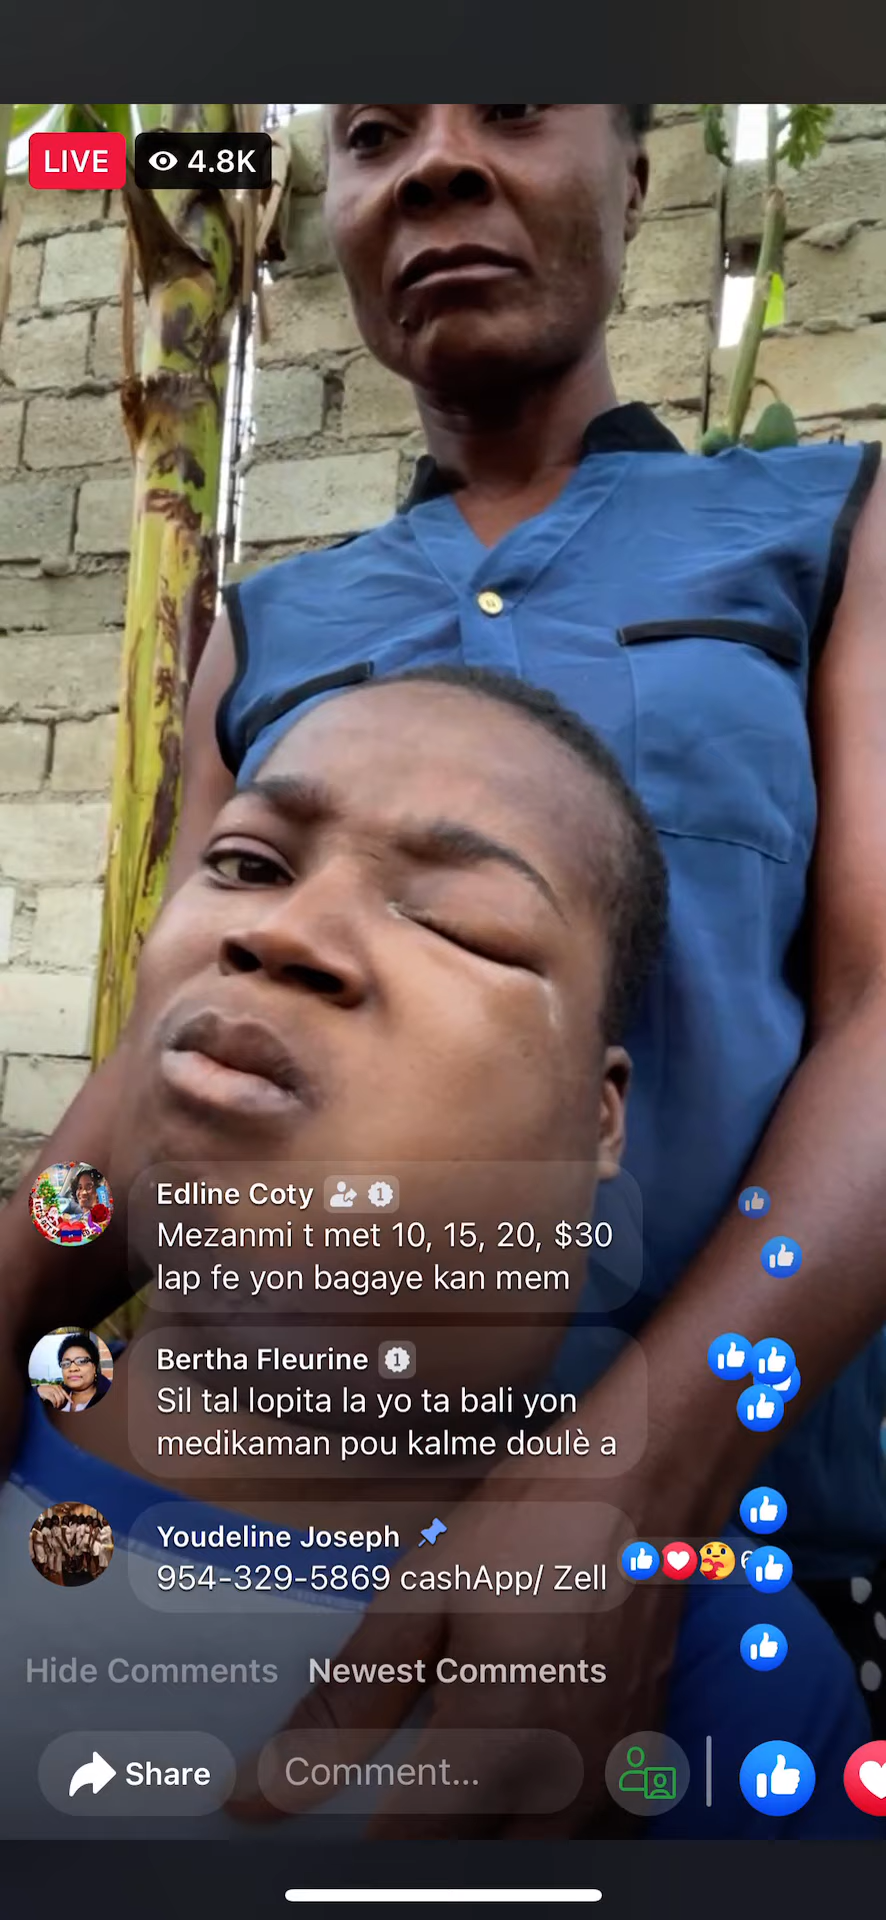 LIVE
4.8K
Edline Coty
Mezanmi t met 10, 15, 20, $30
lap fe yon bagaye kan mem
Bertha Fleurine
Sil tal lopita la yo ta bali yon
medikaman pou kalme doulè a
Youdeline Joseph
954-329-5869 cashApp/ Zell
Hide Comments Newest Comments
Share Comment...